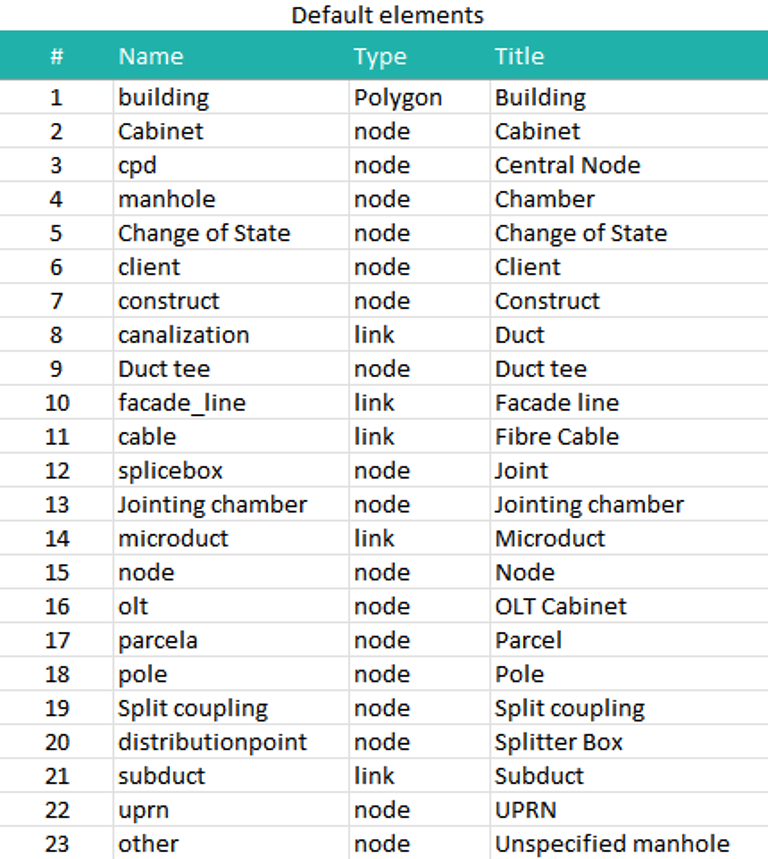 Default elements
# Name Type Title
1 building Polygon Building
2 Cabinet node Cabinet
3 cpd node Central Node
4 manhole node Chamber
5 Change of State node Change of State
6 client node Client
7 construct node Construct
8 canalization link Duct
9 Duct tee node Duct tee
10 facade_line link Facade line
11 cable link Fibre Cable
12 splicebox node Joint
13 Jointing chamber node Jointing chamber
14 microduct link Microduct
15 node node Node
16 olt node OLT Cabinet
17 parcela node Parcel
18 pole node Pole
19 Split coupling node Split coupling
20 distributionpoint node Splitter Box
21 subduct link Subduct
22 uprn node UPRN
23 other node Unspecified manhole